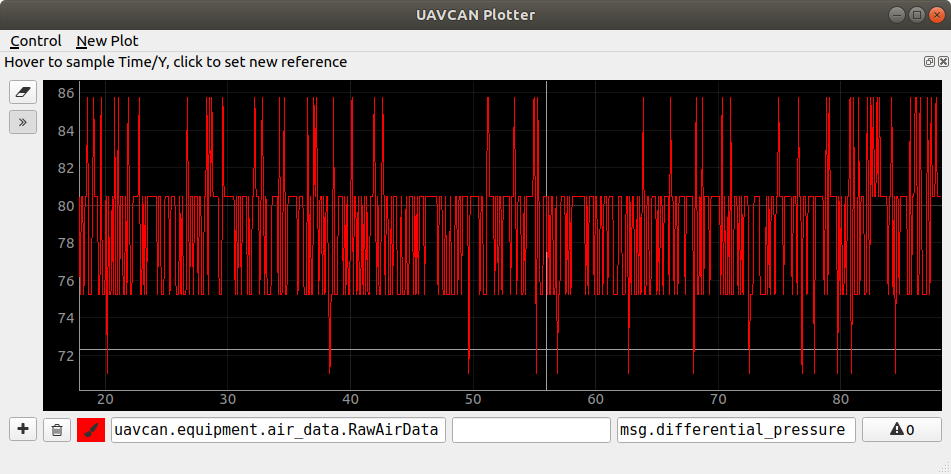 UAVCAN Plotter
Control New Plot
Hover to sample Time/Y, click to set new reference
86
84
82
80
78
76
74
72
20 30 40 50 60 70 80
uavcan.equipment.air_data.RawAirData msg.differential_pressure 0